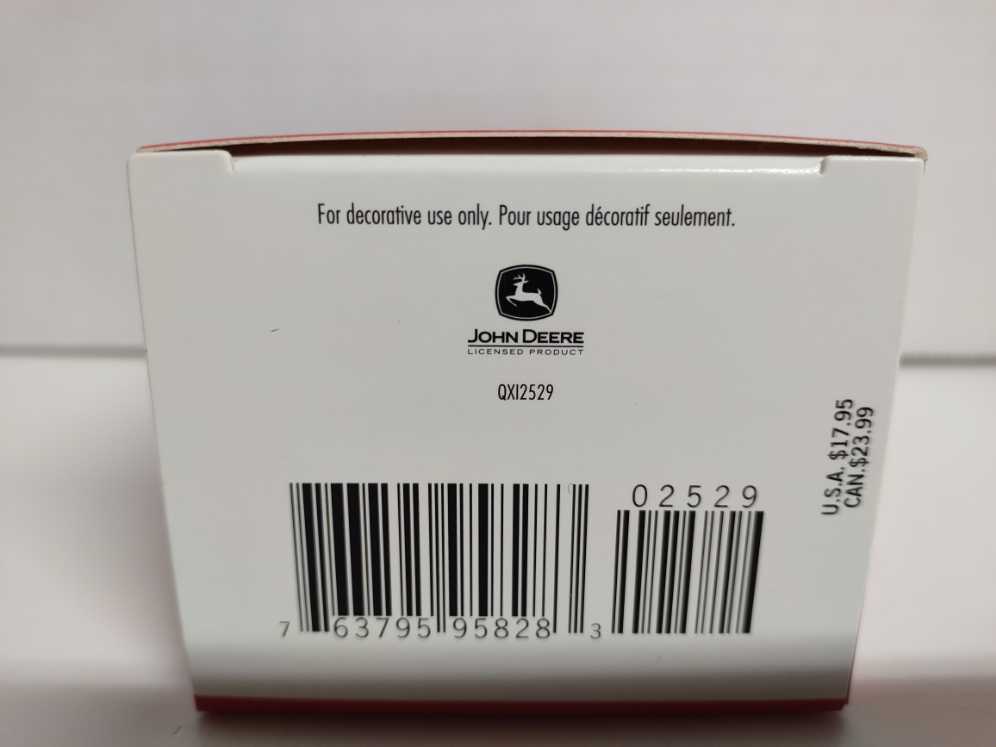 For decorative use only. Pour usage décoratif seulement.
JOHN DEERE
LICENSED PRODUCT
QXI2529
U.S.A. $17.95
CAN.$23.99
02529
7 63795 95828 3